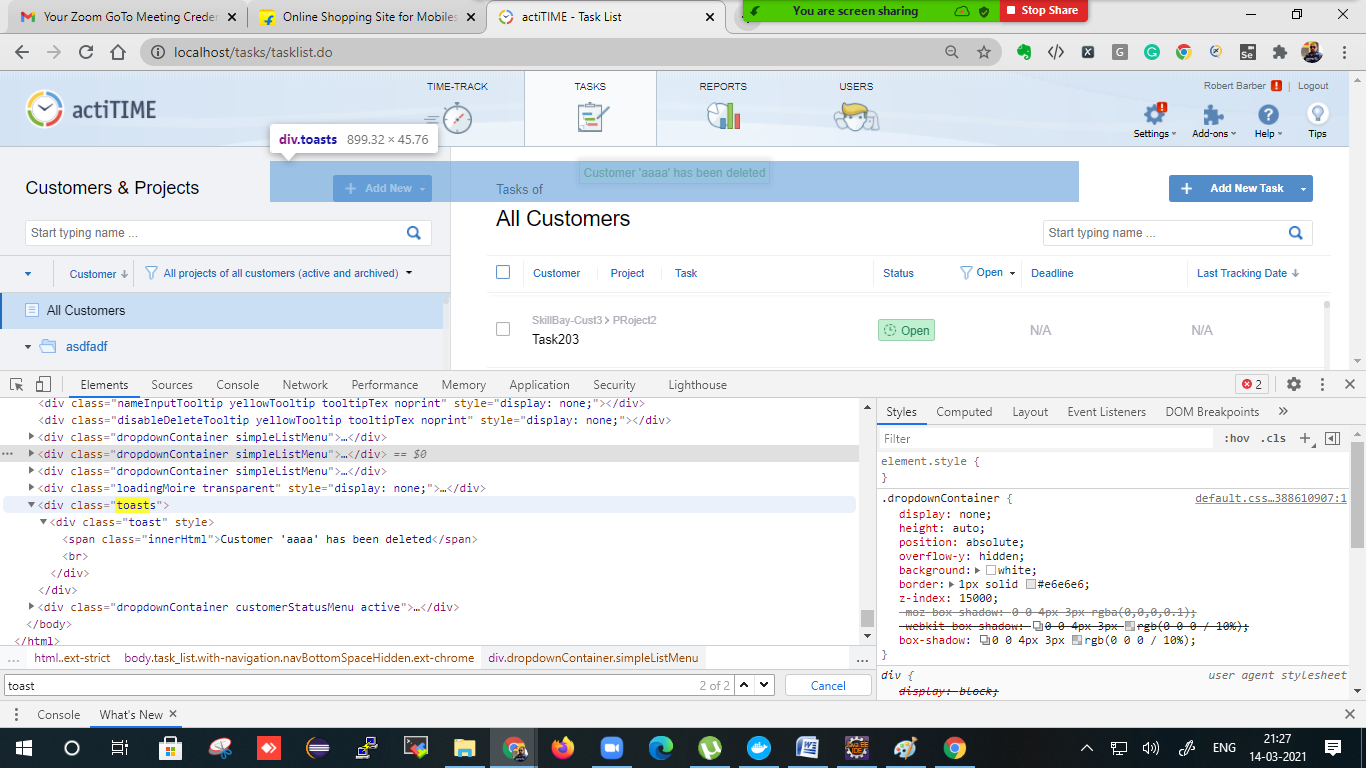 Your Zoom GoTo Meeting Creder
Online Shopping Site for Mobiles
actiTIME - Task List
You are screen sharing
Stop Share
localhost/tasks/tasklist.do
actiTIME
TIME-TRACK
TASKS
REPORTS
USERS
Robert Barber
Logout
Settings
Add-ons
Help
Tips
div.toasts 899.32 × 45.76
Customers & Projects
Add New
Start typing name ...
Customer
All projects of all customers (active and archived)
All Customers
asdfadf
Customer 'aaaa' has been deleted
Tasks of
All Customers
Add New Task
Start typing name ...
Customer Project Task Status Open Deadline Last Tracking Date
SkillBay-Cust3 > PRoject2
Task203
Open
N/A
N/A
Elements Sources Console Network Performance Memory Application Security Lighthouse
2
<div class="nameInputTooltip yellowTooltip tooltipTex noprint" style="display: none;"></div>
<div class="disableDeleteTooltip yellowTooltip tooltipTex noprint" style="display: none;"></div>
<div class="dropdownContainer simpleListMenu">…</div>
<div class="dropdownContainer simpleListMenu">…</div> == $0
<div class="dropdownContainer simpleListMenu">…</div>
<div class="loadingMoire transparent" style="display: none;">…</div>
<div class="toasts">
<div class="toast" style>
<span class="innerHtml">Customer 'aaaa' has been deleted</span>
<br>
</div>
</div>
<div class="dropdownContainer customerStatusMenu active">…</div>
</body>
</html>
... html..ext-strict body.task_list.with-navigation.navBottomSpaceHidden.ext-chrome div.dropdownContainer.simpleListMenu ...
toast
2 of 2
Cancel
Styles Computed Layout Event Listeners DOM Breakpoints
Filter
:hov .cls
element.style {
}
.dropdownContainer {
default.css…388610907:1
display: none;
height: auto;
position: absolute;
overflow-y: hidden;
background: white;
border: 1px solid #e6e6e6;
z-index: 15000;
-moz-box-shadow: 0 0 4px 3px rgba(0,0,0,0.1);
-webkit-box-shadow: 0 0 4px 3px rgb(0 0 0 / 10%);
box-shadow: 0 0 4px 3px rgb(0 0 0 / 10%);
}
div {
user agent stylesheet
display: block;
Console
What's New
ENG
21:27
14-03-2021